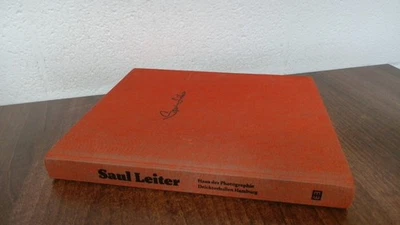 Saul Leiter
Haus der Photographie
Deichtorhallen Hamburg